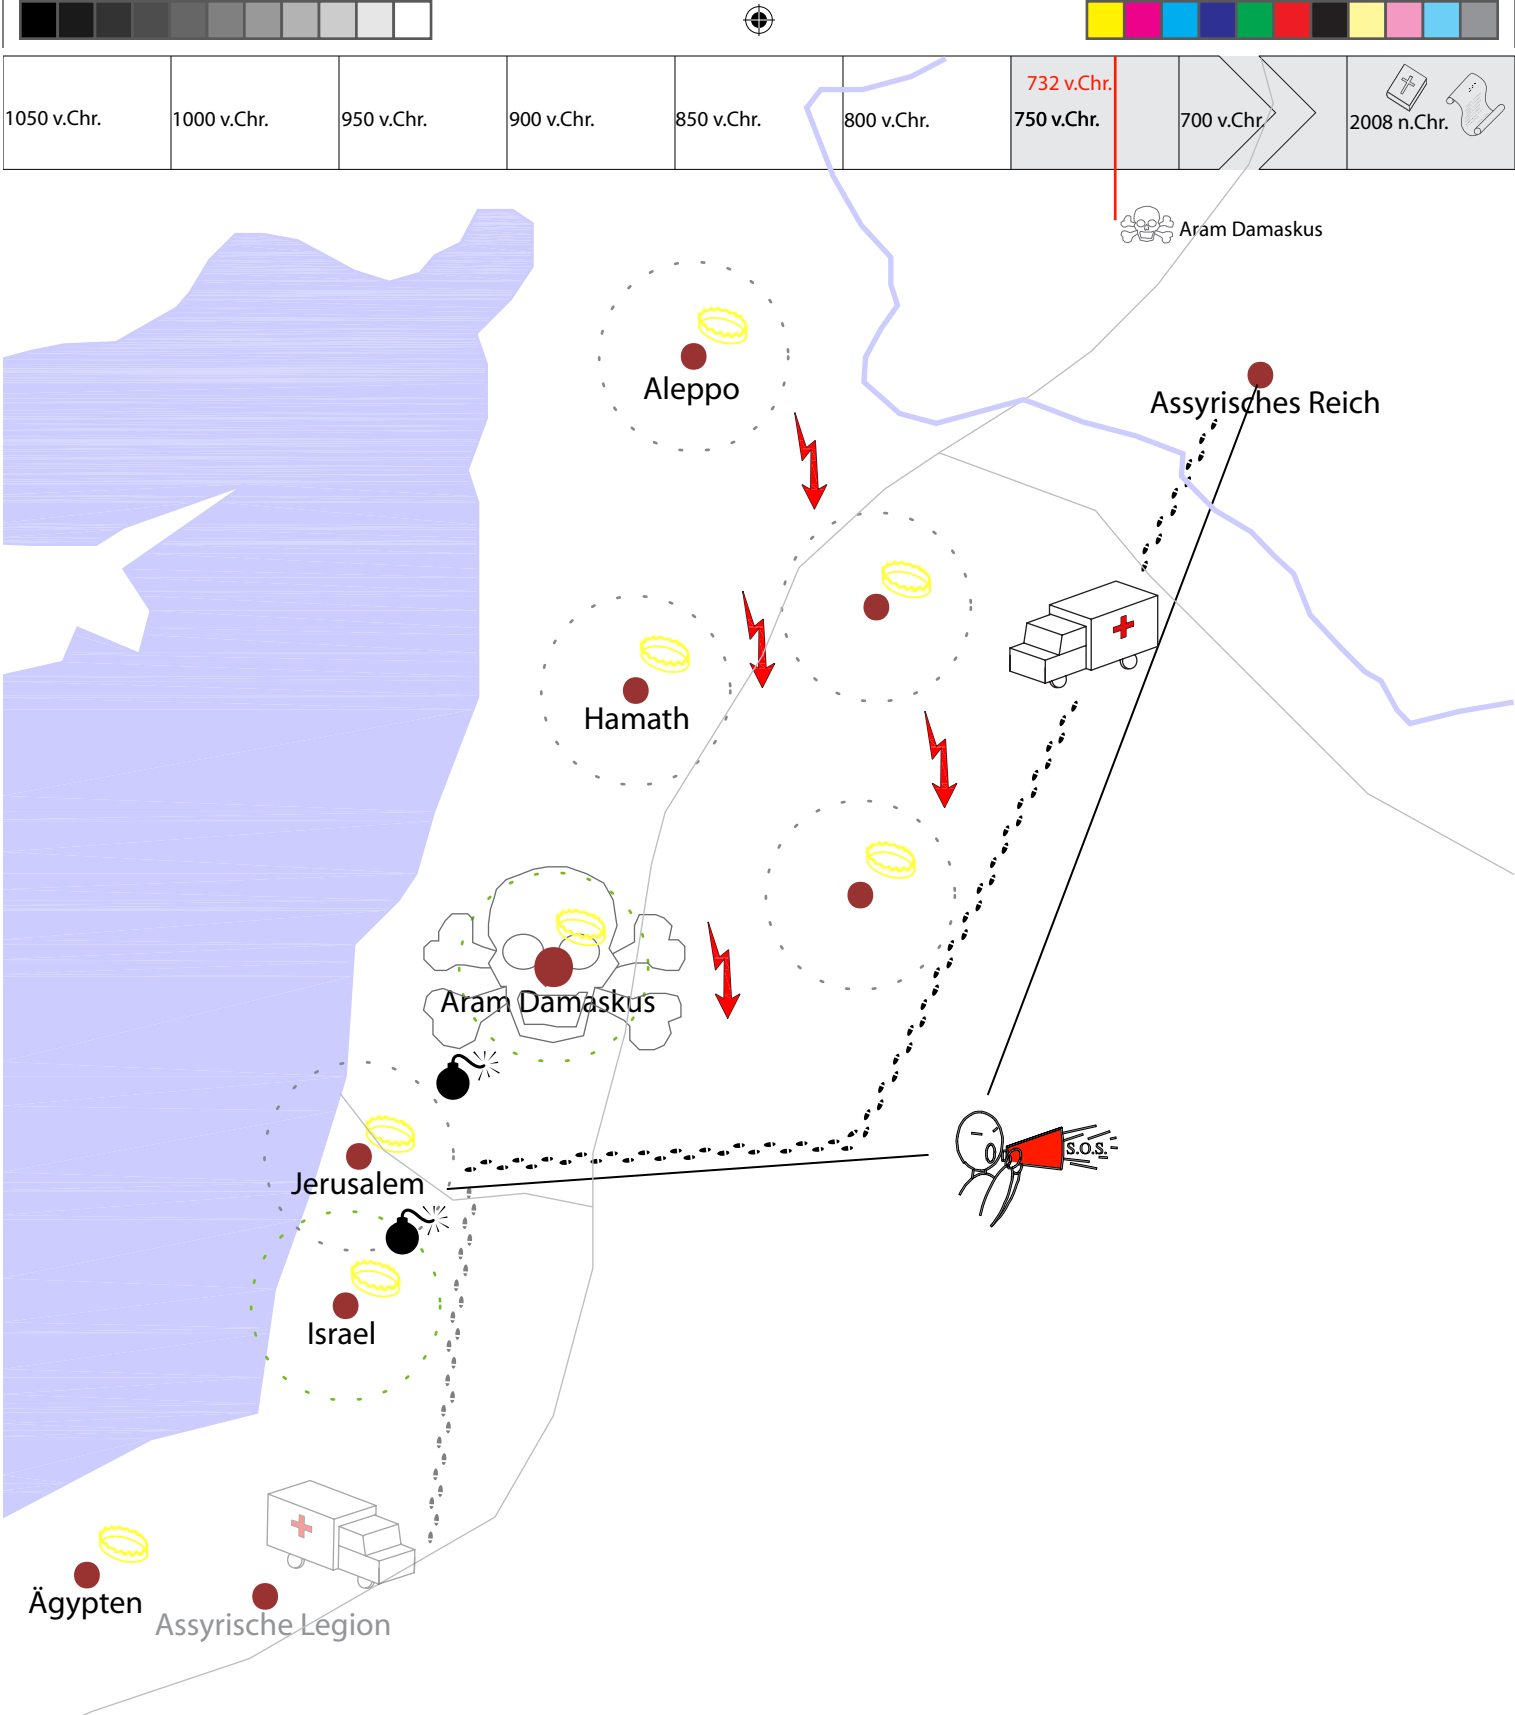 732 v.Chr.
1050 v.Chr.
1000 v.Chr.
950 v.Chr.
900 v.Chr.
850 v.Chr.
800 v.Chr.
750 v.Chr.
700 v.Chr.
2008 n.Chr.
Aram Damaskus
Aleppo
Assyrisches Reich
Hamath
Aram Damaskus
S.O.S.
Jerusalem
Israel
Ägypten
Assyrische Legion